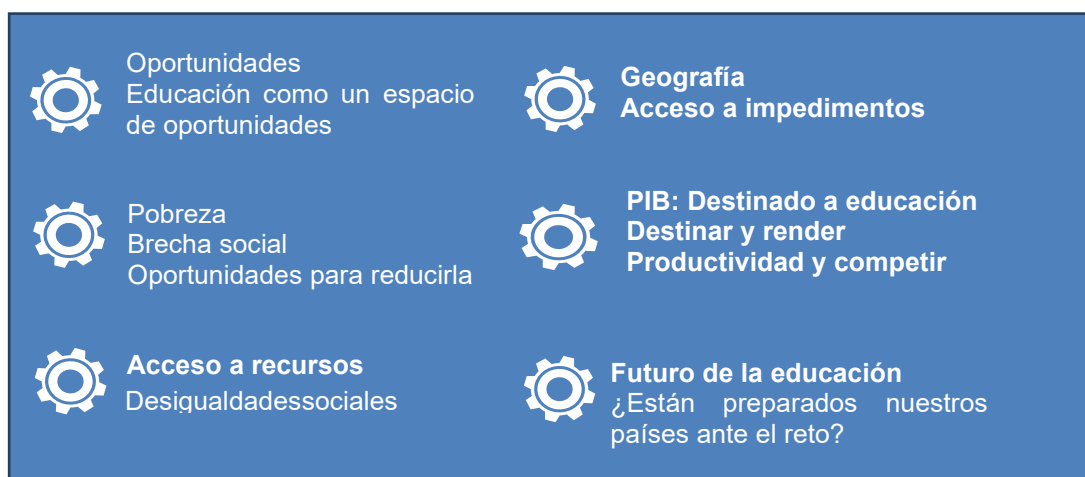 Oportunidades
Educación como un espacio
de oportunidades
Geografía
Acceso a impedimentos
Pobreza
Brecha social
Oportunidades para reducirla
PIB: Destinado a educación
Destinar y render
Productividad y competir
Acceso a recursos
Desigualdadessociales
Futuro de la educación
¿Están preparados nuestros
países ante el reto?